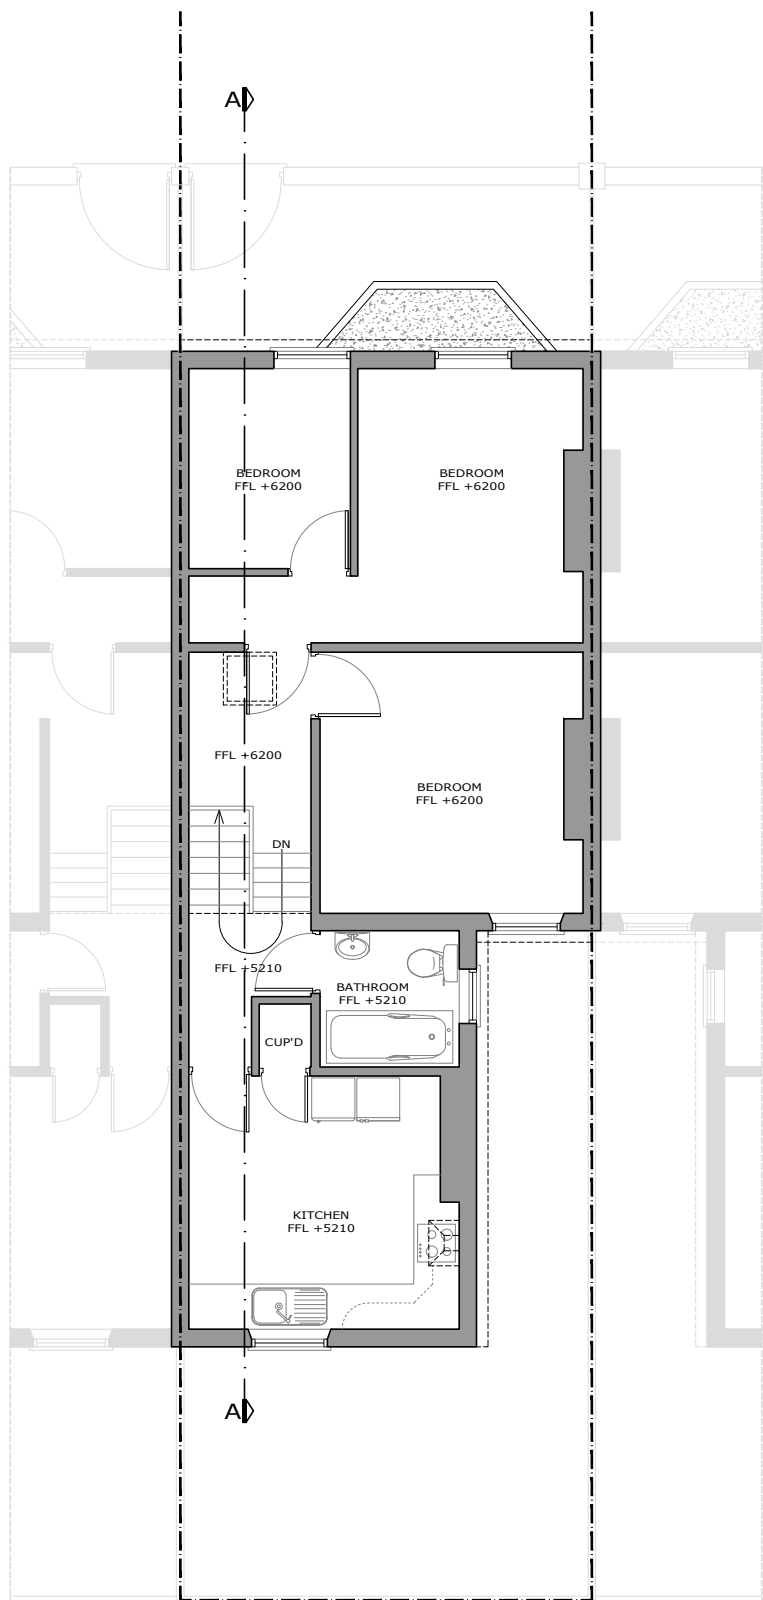 A
BEDROOM
FFL +6200
BEDROOM
FFL +6200
FFL +6200
BEDROOM
FFL +6200
DN
FFL +5210
BATHROOM
FFL +5210
CUP'D
KITCHEN
FFL +5210
A